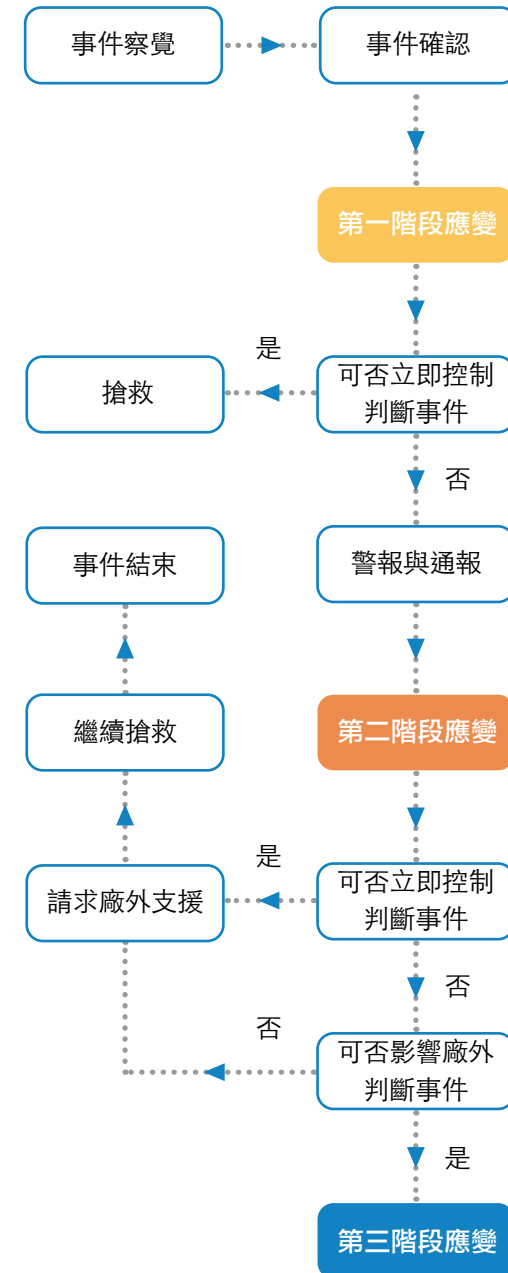 事件察覺
事件確認
第一階段應變
是
搶救
可否立即控制
判斷事件
否
事件結束
警報與通報
繼續搶救
第二階段應變
是
請求廠外支援
可否立即控制
判斷事件
否
否
可否影響廠外
判斷事件
是
第三階段應變